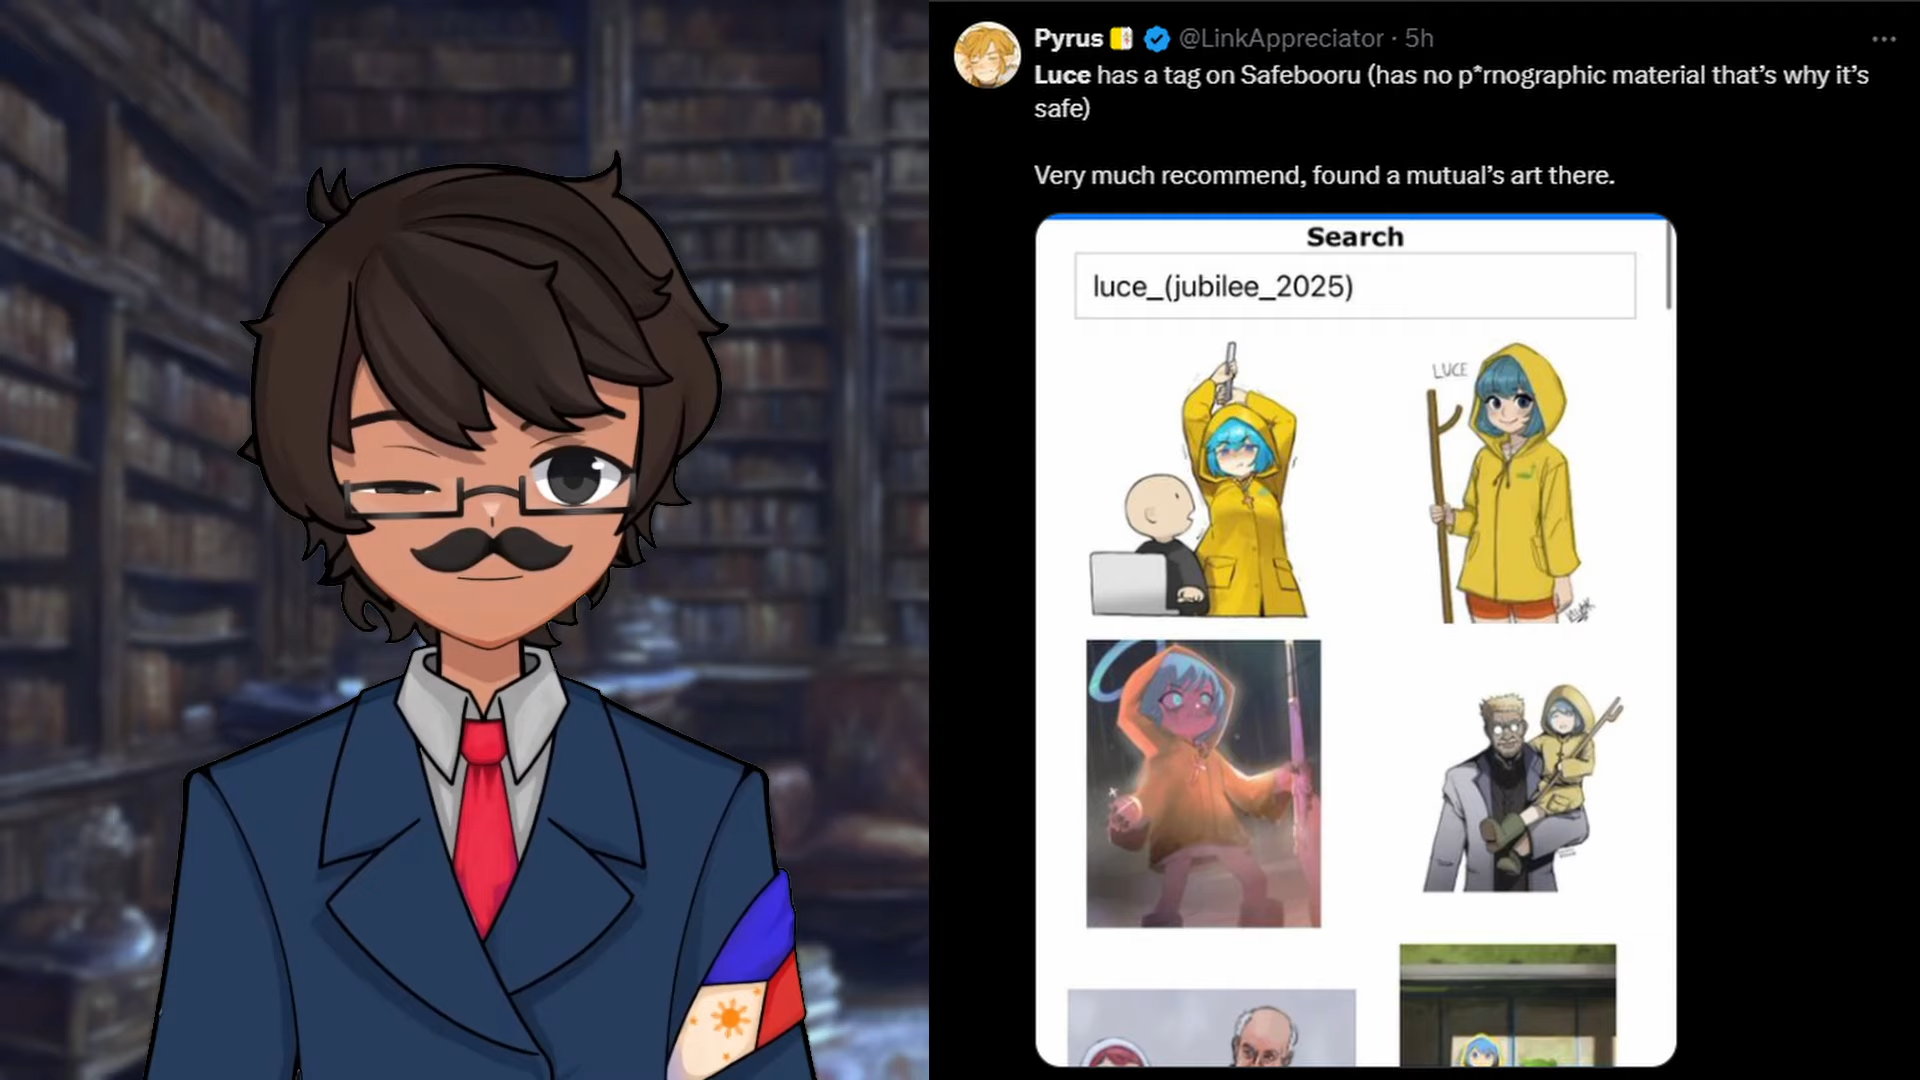 Pyrus @LinkAppreciator · 5h
Luce has a tag on Safebooru (has no p*rnographic material that’s why it’s
safe)
Very much recommend, found a mutual’s art there.
Search
luce_(jubilee_2025)
LUCE